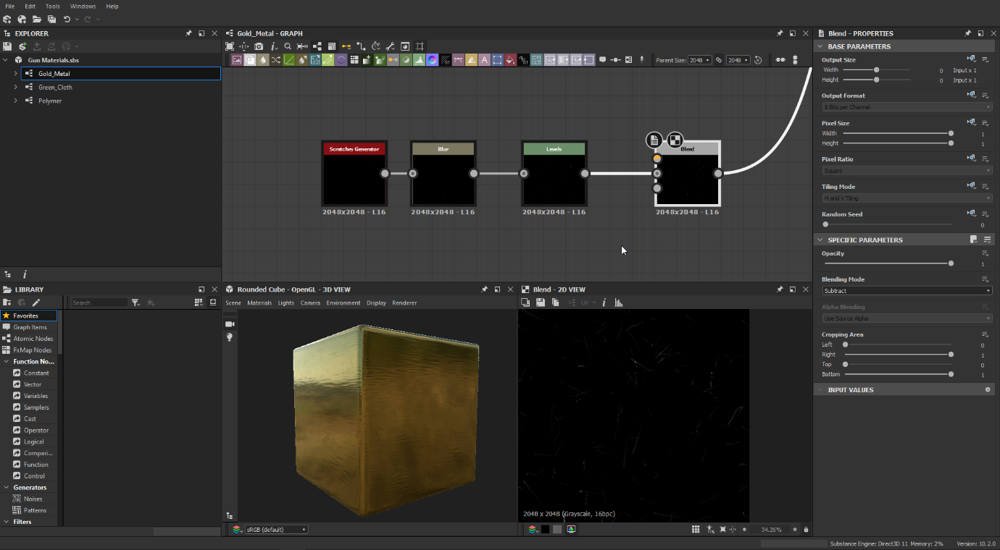 File Edit Tools Windows Help
EXPLORER
Gun Materials.sbs
Gold_Metal
Green_Cloth
Polymer
Gold_Metal - GRAPH
Parent Size: 2048 2048
Scratches Generator
2048x2048 - L16
Blur
2048x2048 - L16
Levels
2048x2048 - L16
Blend
2048x2048 - L16
Blend - PROPERTIES
BASE PARAMETERS
Output Size
Width 0 Input x 1
Height 0 Input x 1
Output Format
8 Bits per Channel
Pixel Size
Width 1
Height 1
Pixel Ratio
Square
Tiling Mode
H and V Tiling
Random Seed
0
SPECIFIC PARAMETERS
Opacity
1
Blending Mode
Subtract
Alpha Blending
Use Source Alpha
Cropping Area
Left 0
Right 1
Top 0
Bottom 1
INPUT VALUES
LIBRARY
Search
Favorites
Graph Items
Atomic Nodes
FxMap Nodes
Function No...
Constant
Vector
Variables
Samplers
Cast
Operator
Logical
Compari...
Function
Control
Generators
Noises
Patterns
Filters
Rounded Cube - OpenGL - 3D VIEW
Scene Materials Lights Camera Environment Display Renderer
sRGB (default)
Blend - 2D VIEW
UV
2048 x 2048 (Grayscale, 16bpc)
34.26%
Substance Engine: Direct3D 11 Memory: 2% Version: 10.2.0